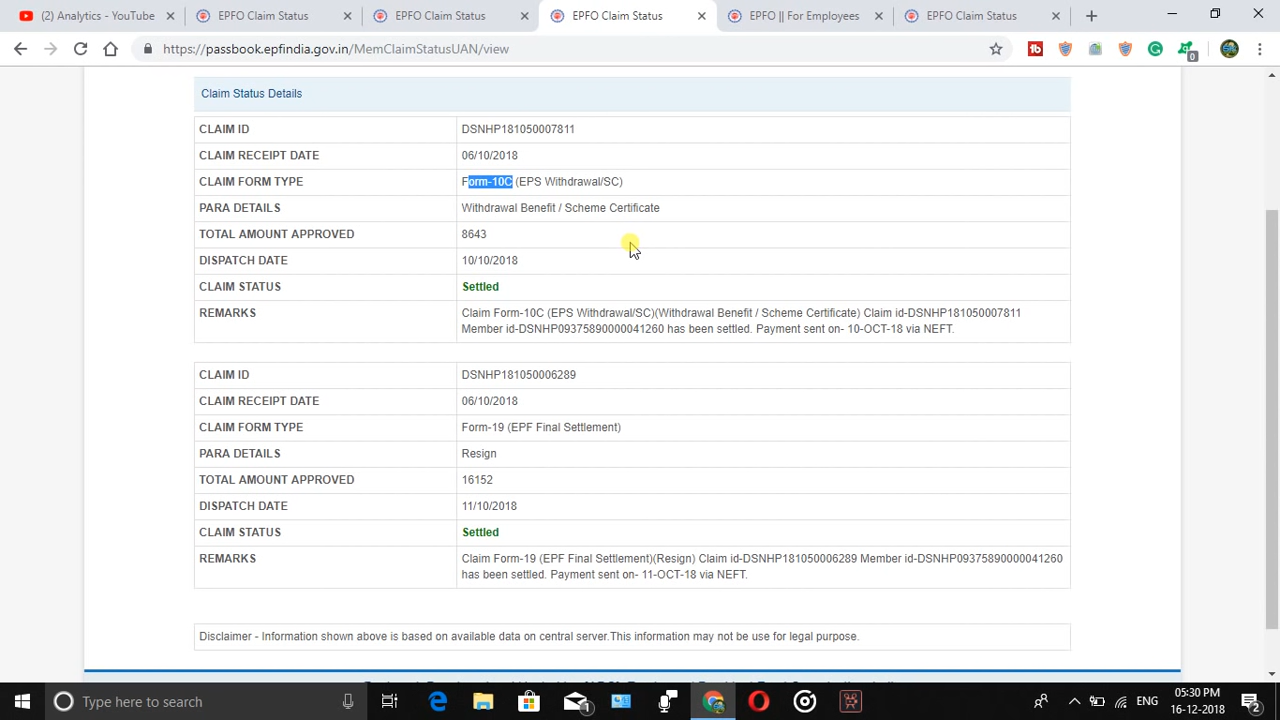 (2) Analytics - YouTube
EPFO Claim Status
EPFO Claim Status
EPFO Claim Status
EPFO || For Employees
EPFO Claim Status
https://passbook.epfindia.gov.in/MemClaimStatusUAN/view
0
Claim Status Details
CLAIM ID DSNHP181050007811
CLAIM RECEIPT DATE 06/10/2018
CLAIM FORM TYPE Form-10C (EPS Withdrawal/SC)
PARA DETAILS Withdrawal Benefit / Scheme Certificate
TOTAL AMOUNT APPROVED 8643
DISPATCH DATE 10/10/2018
CLAIM STATUS Settled
REMARKS Claim Form-10C (EPS Withdrawal/SC)(Withdrawal Benefit / Scheme Certificate) Claim id-DSNHP181050007811
Member id-DSNHP09375890000041260 has been settled. Payment sent on- 10-OCT-18 via NEFT.
CLAIM ID DSNHP181050006289
CLAIM RECEIPT DATE 06/10/2018
CLAIM FORM TYPE Form-19 (EPF Final Settlement)
PARA DETAILS Resign
TOTAL AMOUNT APPROVED 16152
DISPATCH DATE 11/10/2018
CLAIM STATUS Settled
REMARKS Claim Form-19 (EPF Final Settlement)(Resign) Claim id-DSNHP181050006289 Member id-DSNHP09375890000041260
has been settled. Payment sent on- 11-OCT-18 via NEFT.
Disclaimer - Information shown above is based on available data on central server.This information may not be use for legal purpose.
Type here to search
1
ENG
05:30 PM
16-12-2018
2